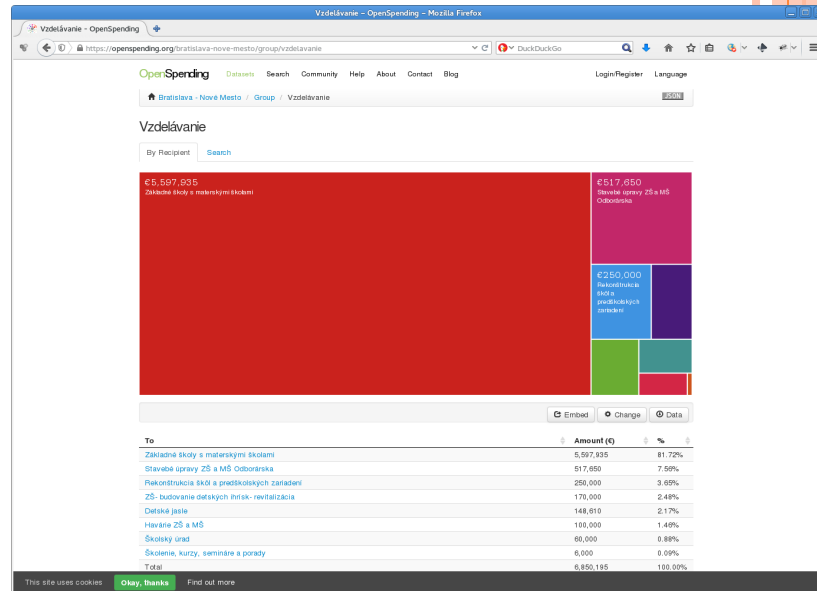 Vzdelávanie - OpenSpending - Mozilla Firefox
Vzdelávanie - OpenSpending
https://openspending.org/bratislava-nove-mesto/group/vzdelavanie
DuckDuckGo
OpenSpending Datasets Search Community Help About Contact Blog Login/Register Language
Bratislava - Nové Mesto / Group / Vzdelávanie JSON
Vzdelávanie
By Recipient Search
€5,597,935
Základné školy s materskými školami
€517,650
Stavebé úpravy ZŠ a MŠ
Odborárska
€250,000
Rekonštrukcia
škôl a
predškolských
zariadení
Embed Change Data
To Amount (€) %
Základné školy s materskými školami 5,597,935 81.72%
Stavebé úpravy ZŠ a MŠ Odborárska 517,650 7.56%
Rekonštrukcia škôl a predškolských zariadení 250,000 3.65%
ZŠ- budovanie detských ihrísk- revitalizácia 170,000 2.48%
Detské jasle 148,610 2.17%
Havárie ZŠ a MŠ 100,000 1.46%
Školský úrad 60,000 0.88%
Školenie, kurzy, semináre a porady 6,000 0.09%
Total 6,850,195 100.00%
This site uses cookies Okay, thanks Find out more